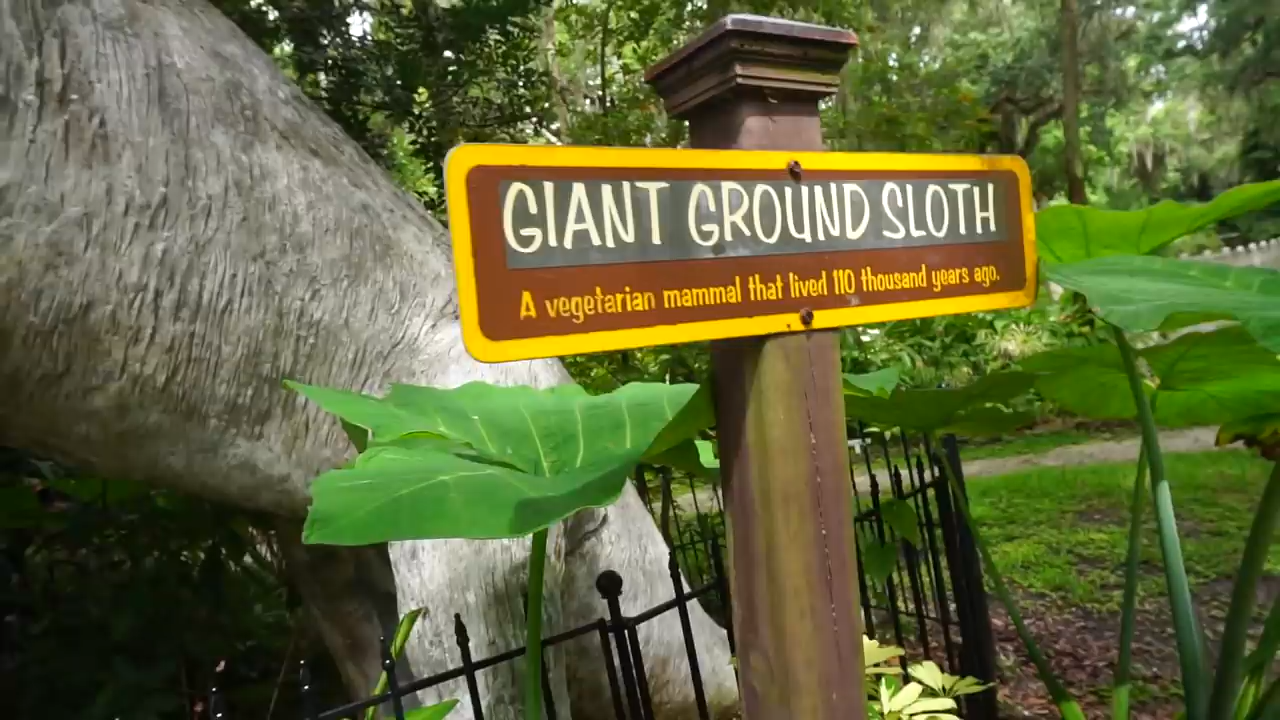 GIANT GROUND SLOTH
A vegetarian mammal that lived 110 thousand years ago.